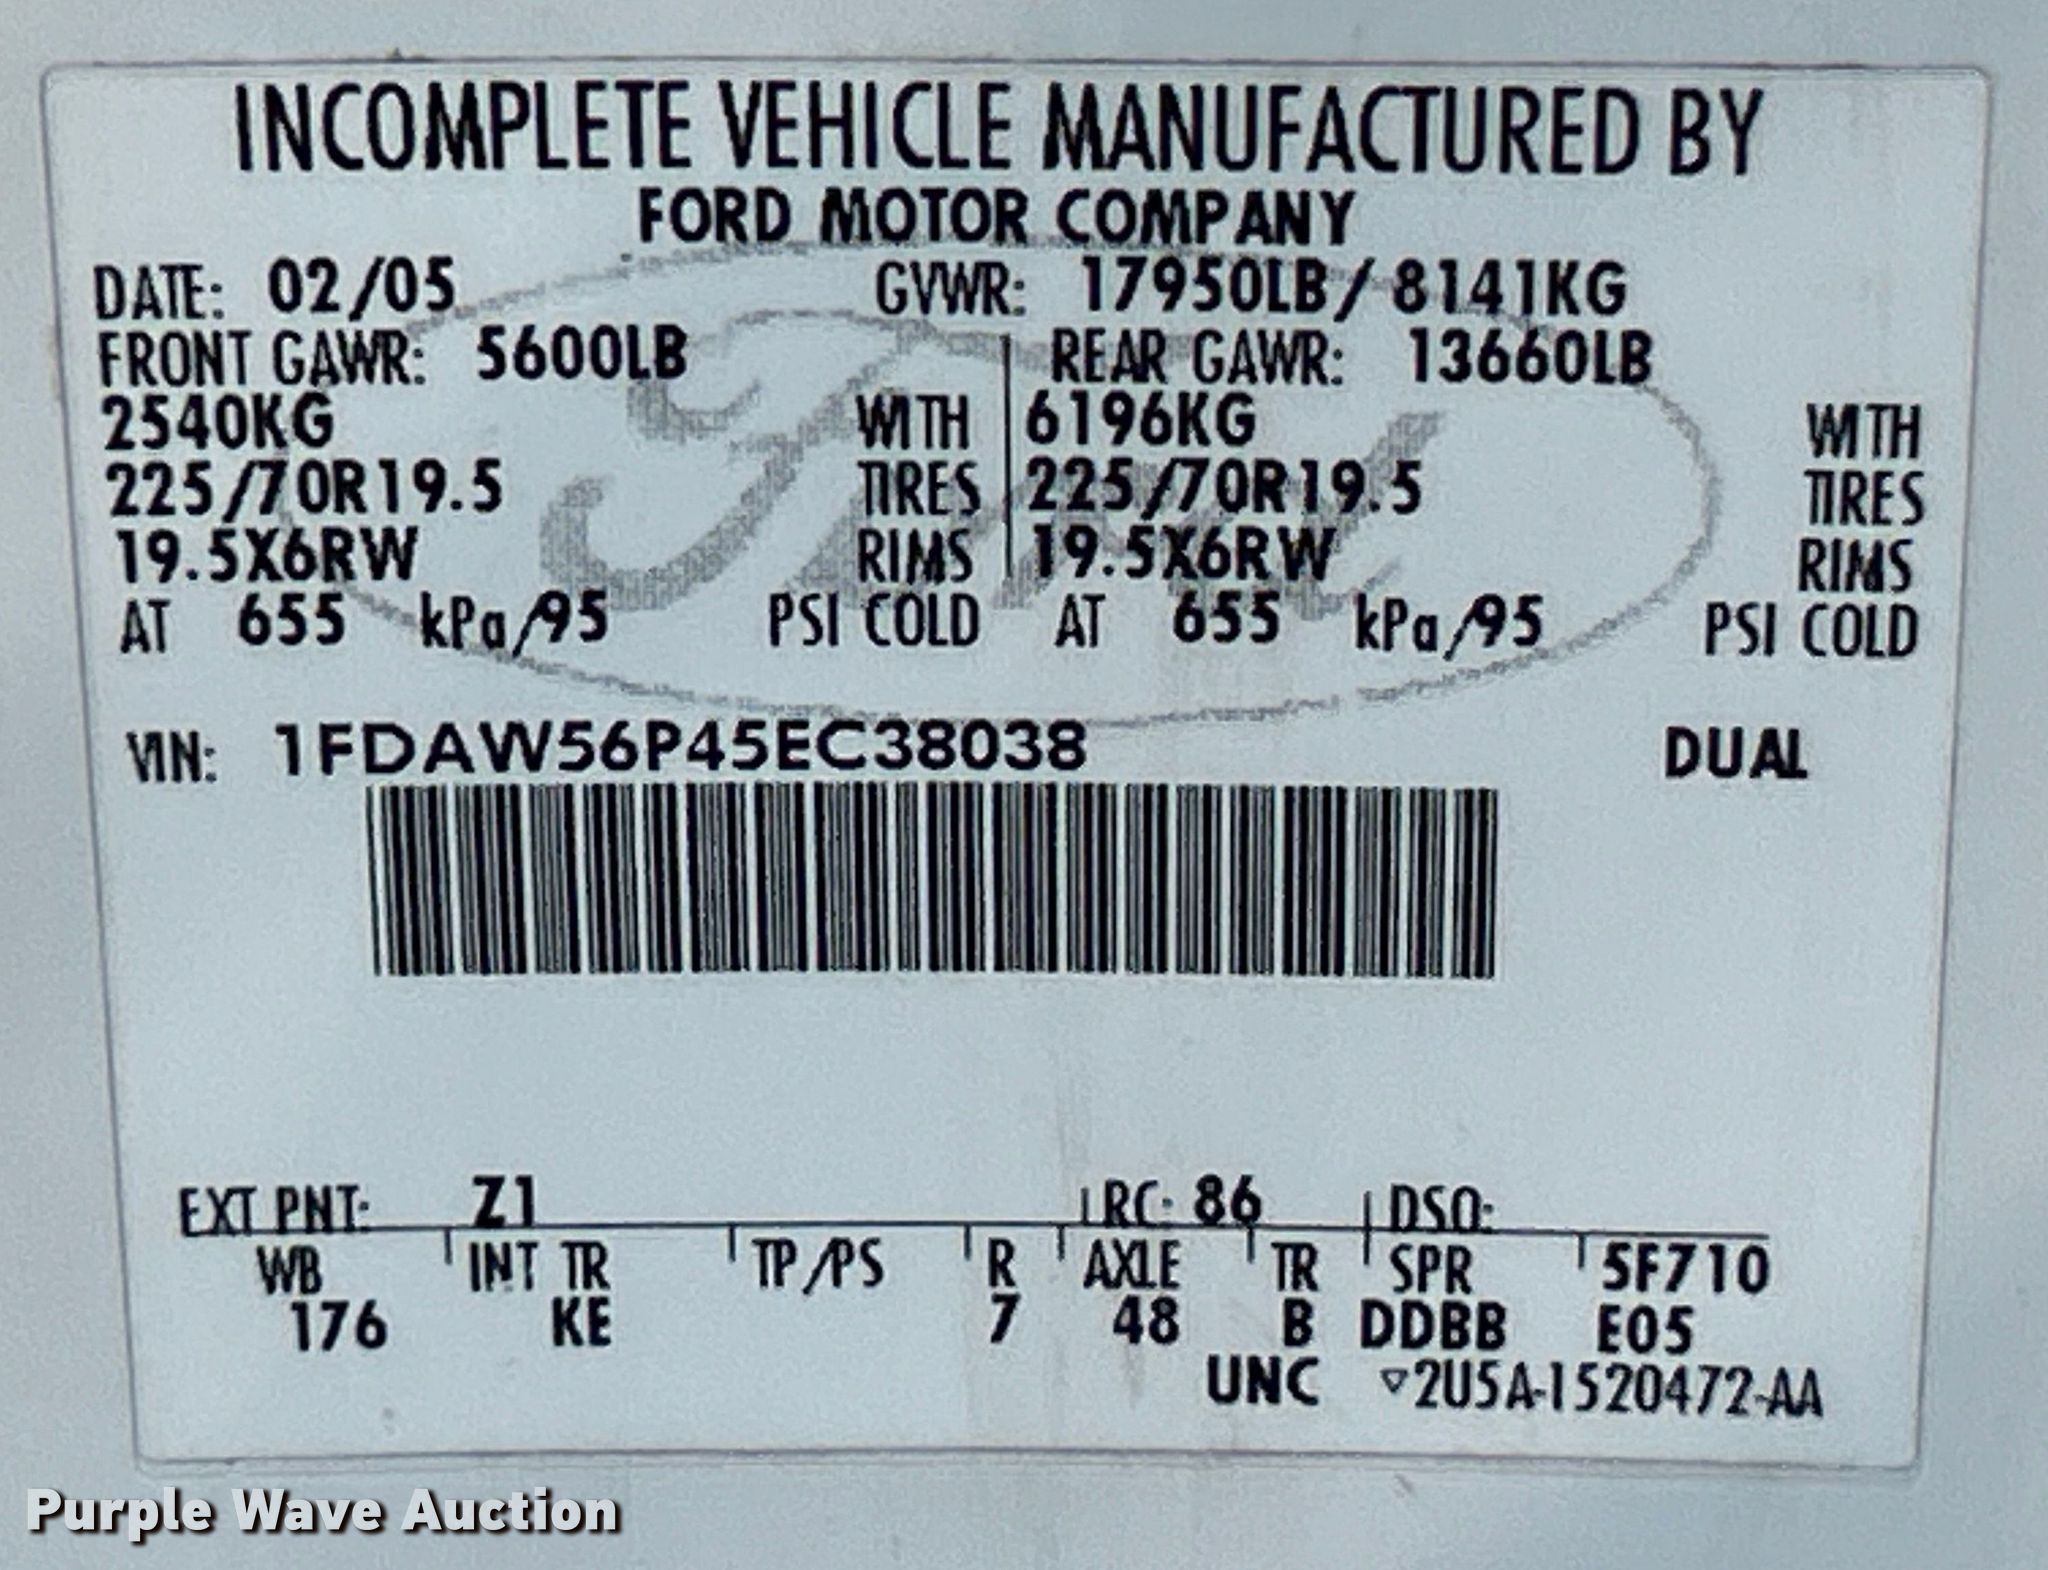 INCOMPLETE VEHICLE MANUFACTURED BY
FORD MOTOR COMPANY
DATE: 02/05 GVWR: 17950LB/ 8141KG
FRONT GAWR: 5600LB REAR GAWR: 13660LB
2540KG WITH 6196KG WITH
225/70R19.5 TIRES 225/70R19.5 TIRES
19.5X6RW RIMS 19.5X6RW RIMS
AT 655 kPa/95 PSI COLD AT 655 kPa/95 PSI COLD
Ford
VIN: 1FDAW56P45EC38038 DUAL
EXT PNT: Z1 RC: 86 DSO:
WB INT TR TP/PS R AXLE TR SPR 5F710
176 KE 7 48 B DDBB E05
UNC ▽2U5A-1520472-AA
Purple Wave Auction